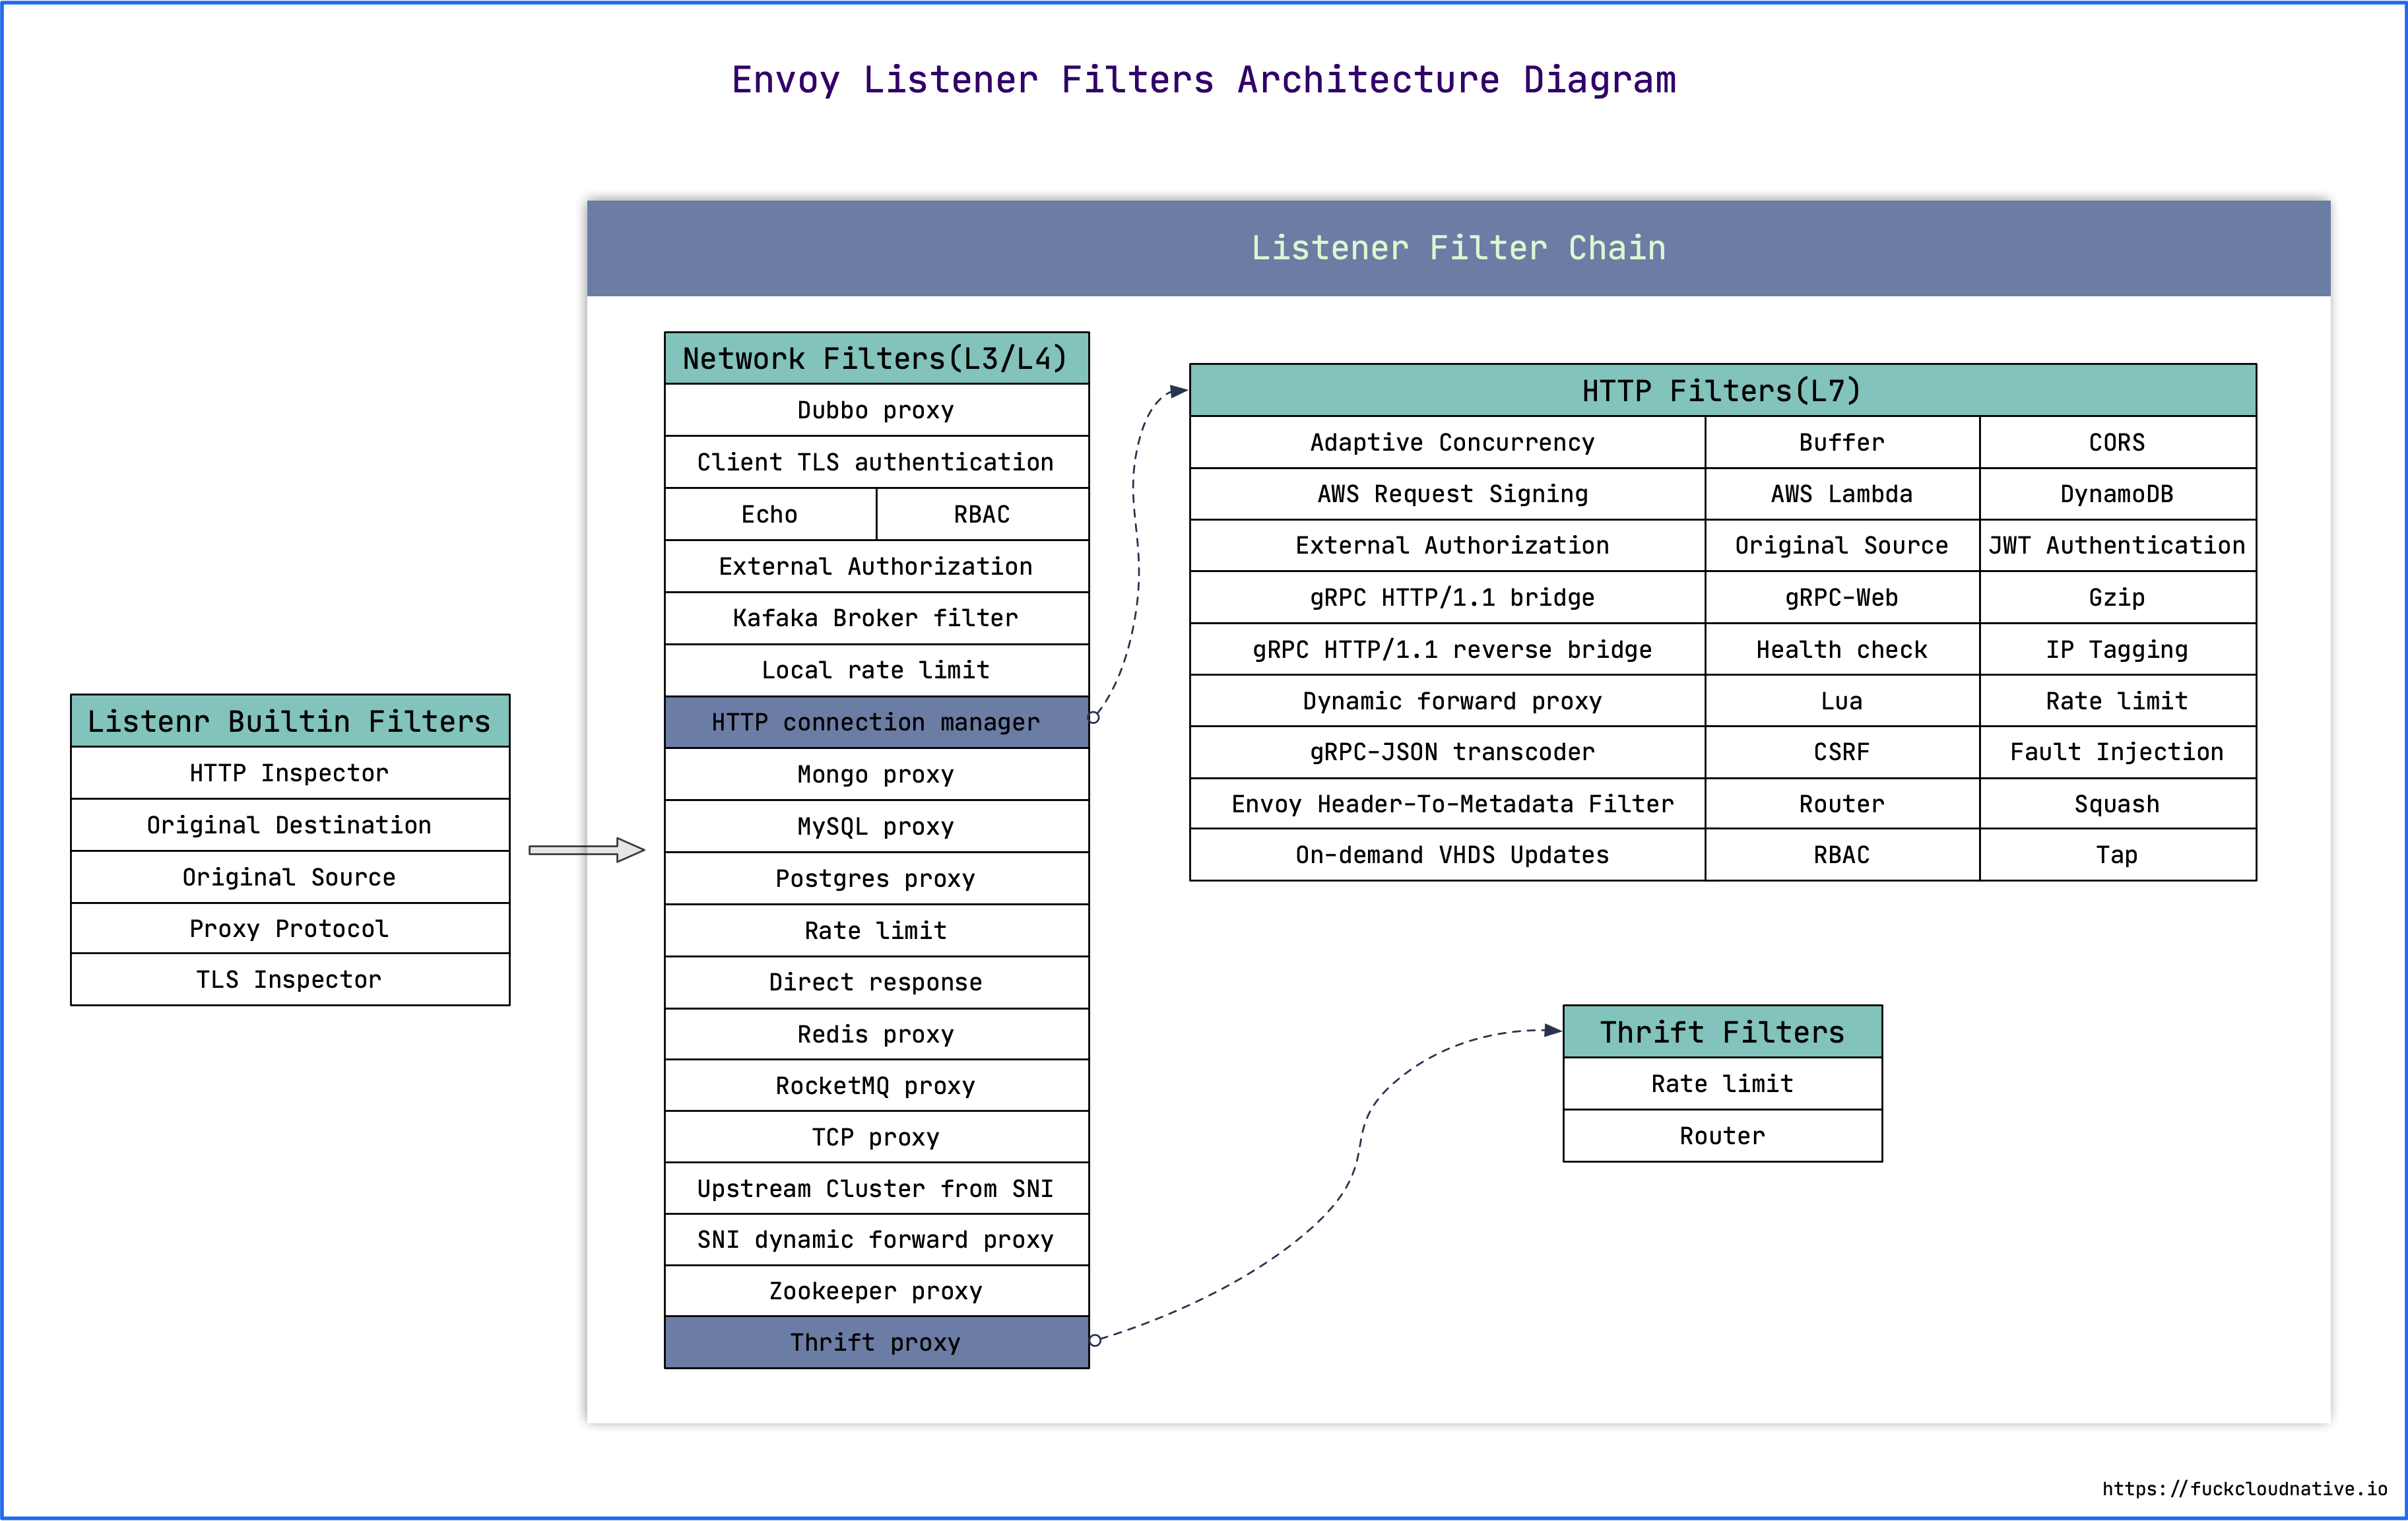 Envoy Listener Filters Architecture Diagram
Listener Filter Chain
Listenr Builtin Filters
HTTP Inspector
Original Destination
Original Source
Proxy Protocol
TLS Inspector
Network Filters(L3/L4)
Dubbo proxy
Client TLS authentication
Echo RBAC
External Authorization
Kafaka Broker filter
Local rate limit
HTTP connection manager
Mongo proxy
MySQL proxy
Postgres proxy
Rate limit
Direct response
Redis proxy
RocketMQ proxy
TCP proxy
Upstream Cluster from SNI
SNI dynamic forward proxy
Zookeeper proxy
Thrift proxy
HTTP Filters(L7)
Adaptive Concurrency Buffer CORS
AWS Request Signing AWS Lambda DynamoDB
External Authorization Original Source JWT Authentication
gRPC HTTP/1.1 bridge gRPC-Web Gzip
gRPC HTTP/1.1 reverse bridge Health check IP Tagging
Dynamic forward proxy Lua Rate limit
gRPC-JSON transcoder CSRF Fault Injection
Envoy Header-To-Metadata Filter Router Squash
On-demand VHDS Updates RBAC Tap
Thrift Filters
Rate limit
Router
https://fuckcloudnative.io